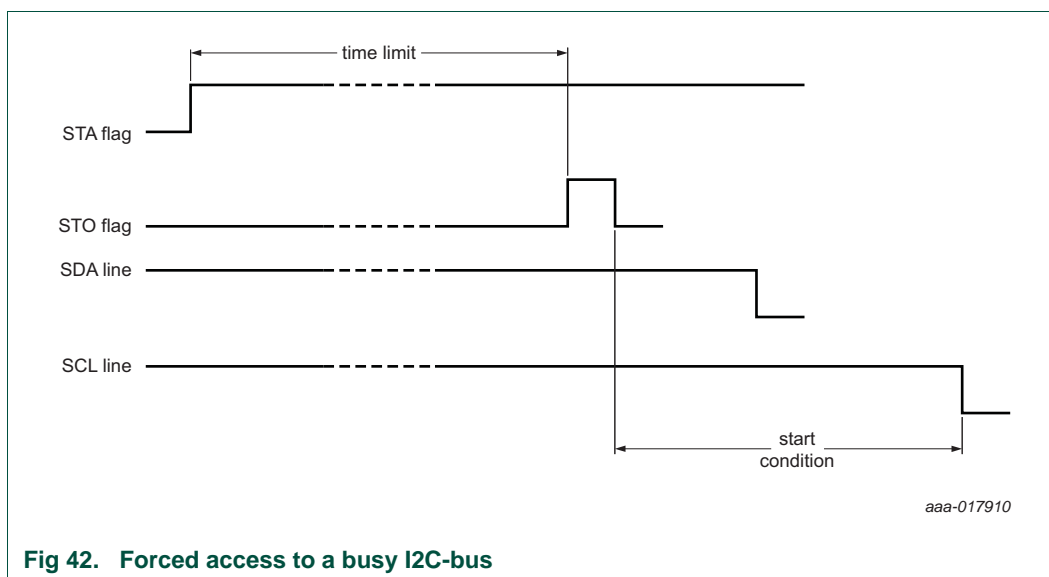 time limit
STA flag
STO flag
SDA line
SCL line
start
condition
aaa-017910
Fig 42. Forced access to a busy I2C-bus